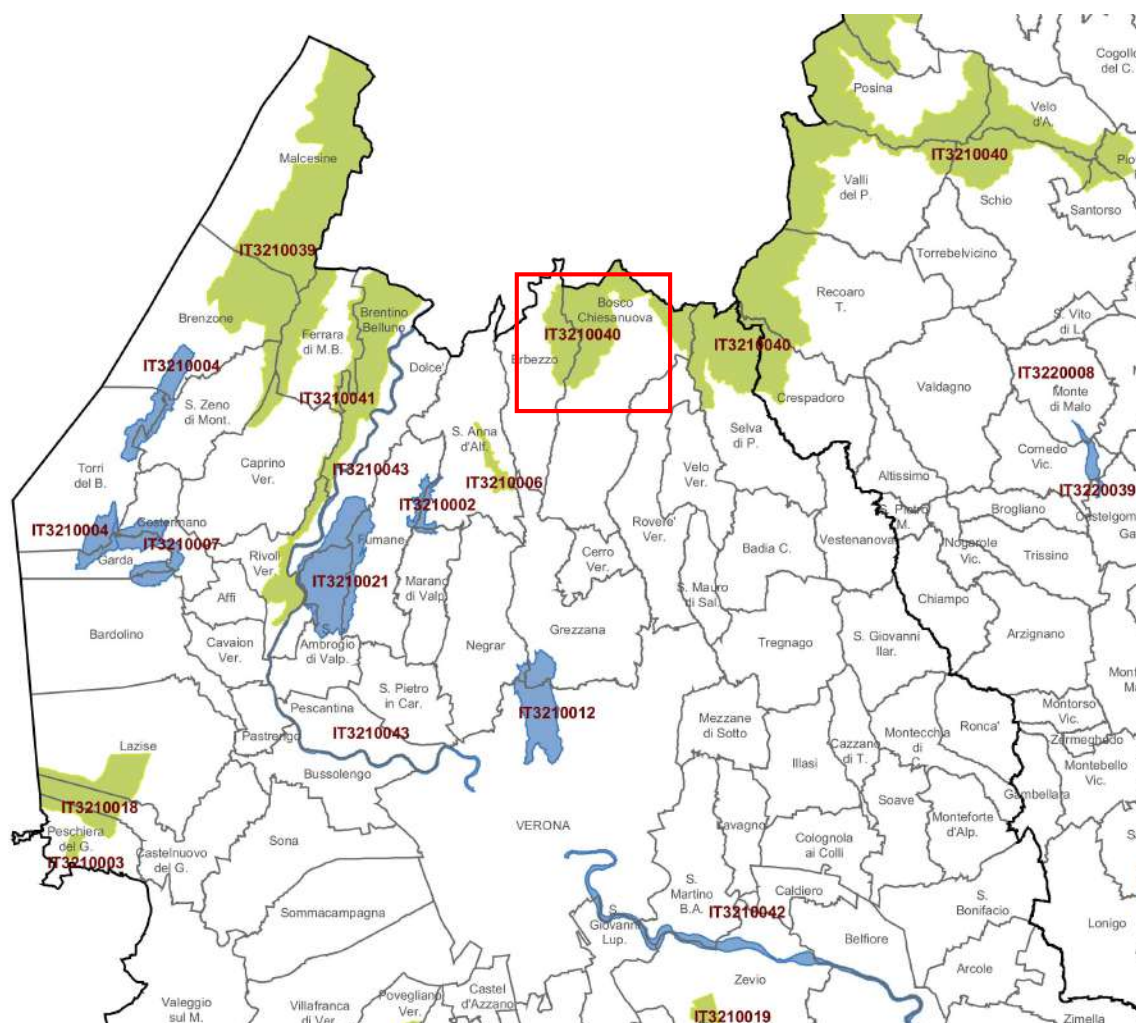 Cogollo
del C.
Posina
Velo
d'A.
Malcesine
IT3210040
Pio
Valli
del P.
Schio
Santorso
IT3210039
Torrebelvicino
Recoaro
T.
Brenzone
Ferrara
di M.B.
Brentino
Belluno
Bosco
Chiesanuova
IT3210040
Erbezzo
S. Vito
di L.
IT3210040
IT3210004
Dolce'
IT3220008
Monte
di Malo
Valdagno
IT3210041
Crespadoro
S. Zeno
di Mont.
Selva
di P.
S. Anna
d'Alf.
Cornedo
Vic.
Torri
del B.
Caprino
Ver.
IT3210043
Velo
Ver.
Altissimo
IT3210006
IT3220039
IT3210002
Rovere'
Ver.
S. Pietro
M.
Brogliano
Castelgom
Ga
IT3210004
Costermano
IT3210007
Fumane
Vestenanova
Nogarole
Vic.
Trissino
Garda
Rivoli
Ver.
Cerro
Ver.
Badia C.
IT3210021
Marano
di Valp.
S. Mauro
di Sal.
Affi
Chiampo
Bardolino
Cavaion
Ver.
S.
Ambrogio
di Valp.
Negrar
Grezzana
Tregnago
S. Giovanni
Ilar.
Arzignano
S. Pietro
in Car.
Mont
M
Pescantina
IT3210012
Montorso
Vic.
Pastrengo
IT3210043
Mezzane
di Sotto
Cazzano
di T.
Montecchia
di
C.
Ronca'
Zermeghedo
Lazise
Bussolengo
Illasi
Montebello
Vic.
IT3210018
Soave
Gambellara
Peschiera
del G.
Sona
VERONA
Lavagno
Monteforte
d'Alp.
IT3210003
Castelnuovo
del G.
Colognola
ai Colli
S.
Martino
B.A.
Caldiero
Sommacampagna
IT3210042
S.
Bonifacio
Lonigo
S.
Giovanni
Lup.
Belfiore
Zevio
Arcole
Valeggio
sul M.
Villafranca
di Ver.
Povegliano
Ver.
Castel
d'Azzano
IT3210019
Zimella